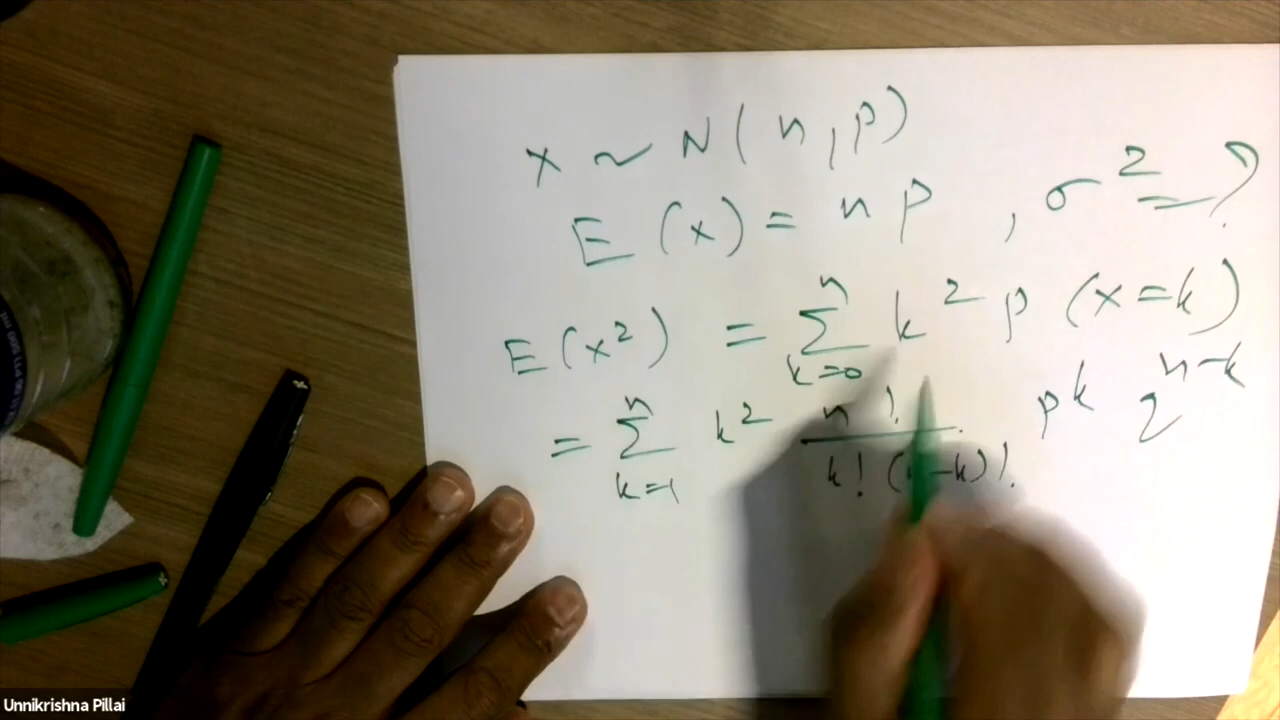 x ~ N(n,p)
E(x) = np , σ² = ?
E(x²) = Σ_{k=0}^{n} k² p(x=k)
= Σ_{k=1}^{n} k² n!/(k!(n-k)!) p^k q^{n-k}
Unnikrishna Pillai